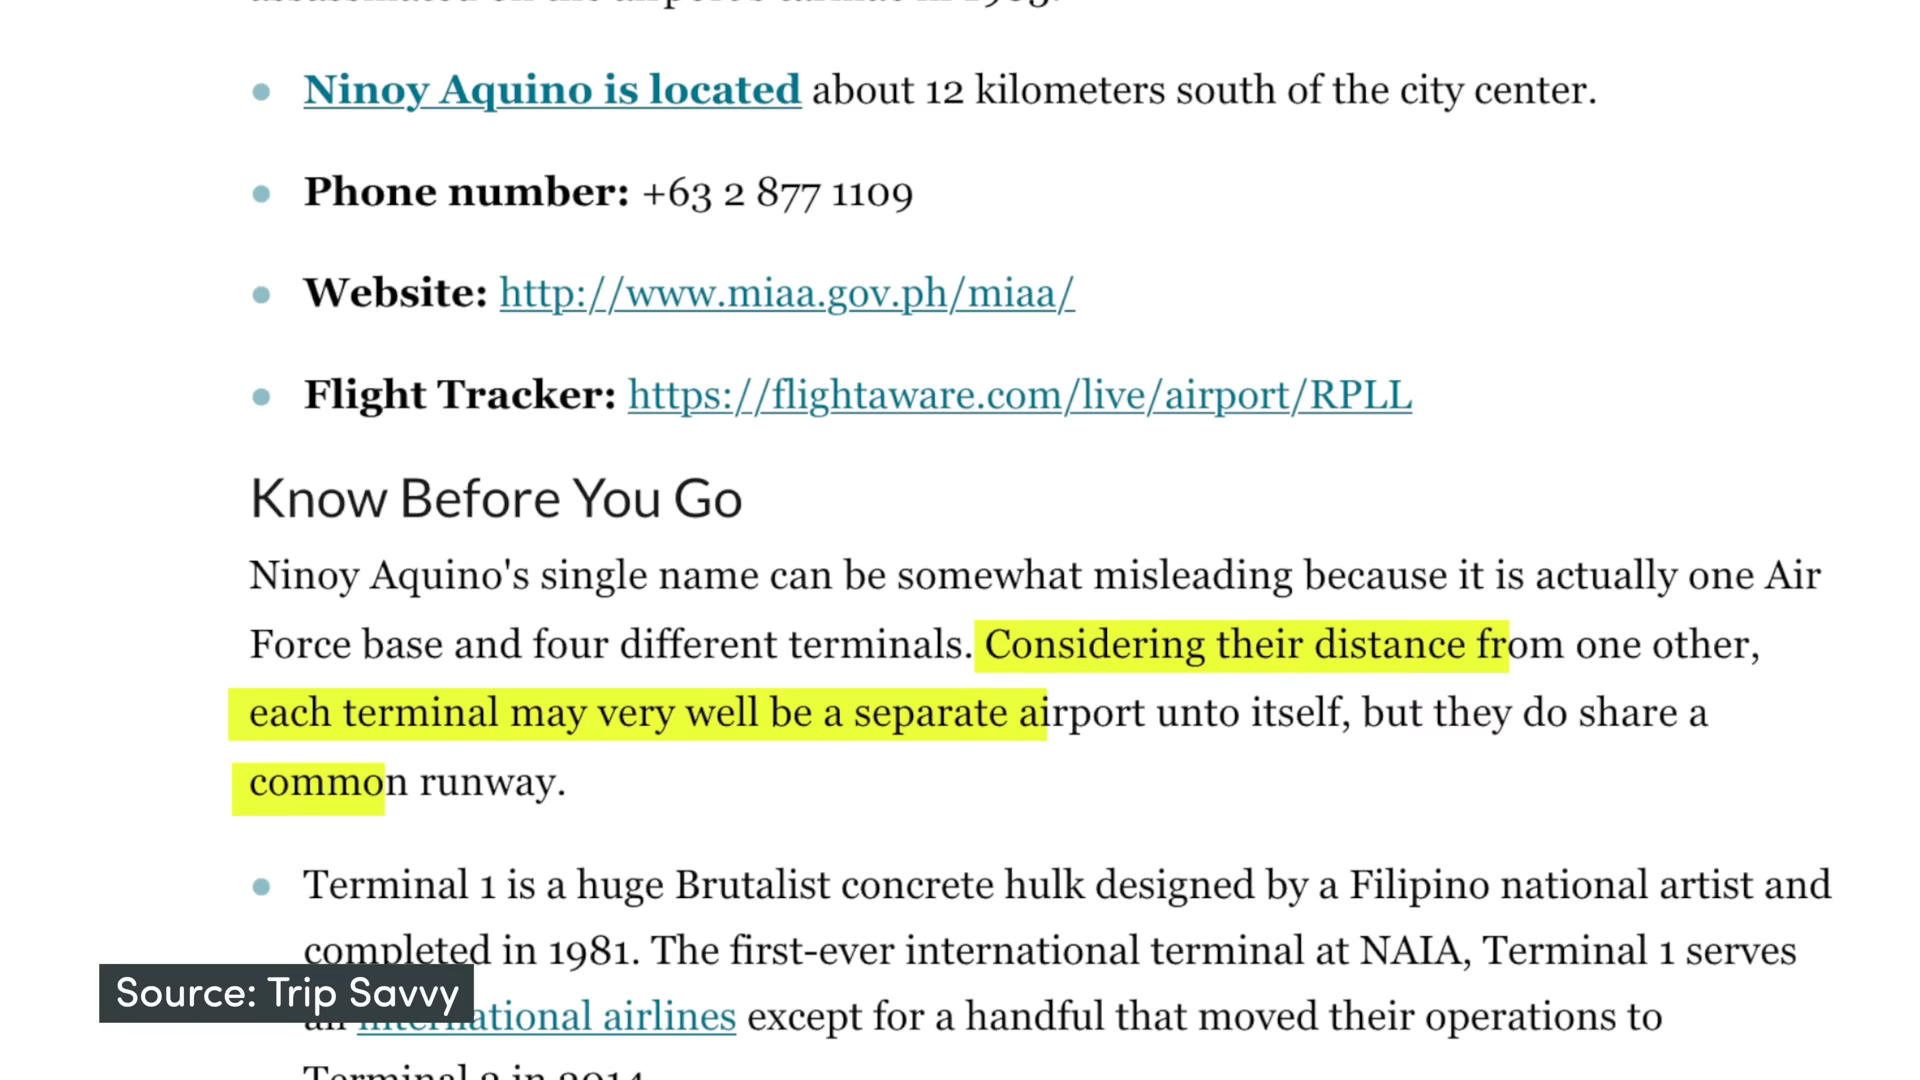 Ninoy Aquino is located about 12 kilometers south of the city center.
Phone number: +63 2 877 1109
Website: http://www.miaa.gov.ph/miaa/
Flight Tracker: https://flightaware.com/live/airport/RPLL
Know Before You Go
Ninoy Aquino's single name can be somewhat misleading because it is actually one Air
Force base and four different terminals. Considering their distance from one other,
each terminal may very well be a separate airport unto itself, but they do share a
common runway.
Terminal 1 is a huge Brutalist concrete hulk designed by a Filipino national artist and
completed in 1981. The first-ever international terminal at NAIA, Terminal 1 serves
Source: Trip Savvy
international airlines except for a handful that moved their operations to